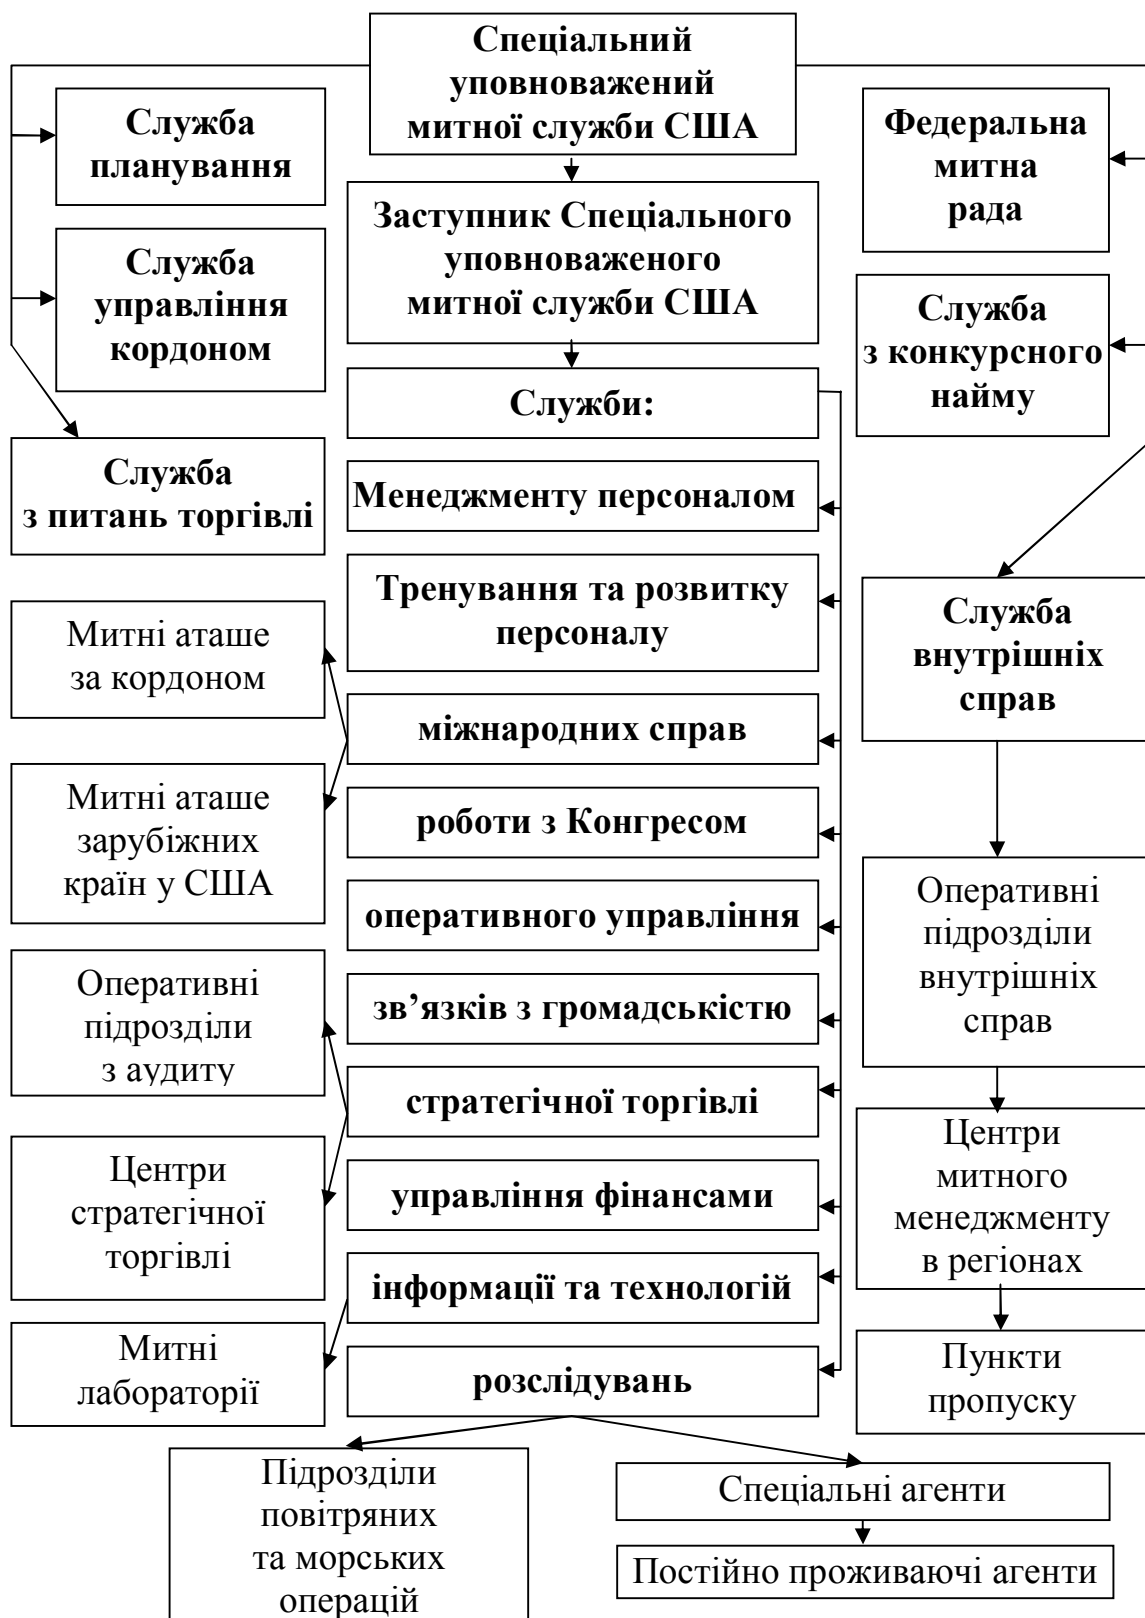 Спеціальний
уповноважений
митної служби США
Служба
планування
Федеральна
митна
рада
Заступник Спеціального
уповноваженого
митної служби США
Служба
управління
кордоном
Служба
з конкурсного
найму
Служби:
Служба
з питань торгівлі
Менеджменту персоналом
Тренування та розвитку
персоналу
Служба
внутрішніх
справ
Митні аташе
за кордоном
міжнародних справ
Митні аташе
зарубіжних
країн у США
роботи з Конгресом
оперативного управління
Оперативні
підрозділи
внутрішніх
справ
Оперативні
підрозділи
з аудиту
зв’язків з громадськістю
стратегічної торгівлі
Центри
митного
менеджменту
в регіонах
Центри
стратегічної
торгівлі
управління фінансами
інформації та технологій
Митні
лабораторії
розслідувань
Пункти
пропуску
Підрозділи
повітряних
та морських
операцій
Спеціальні агенти
Постійно проживаючі агенти